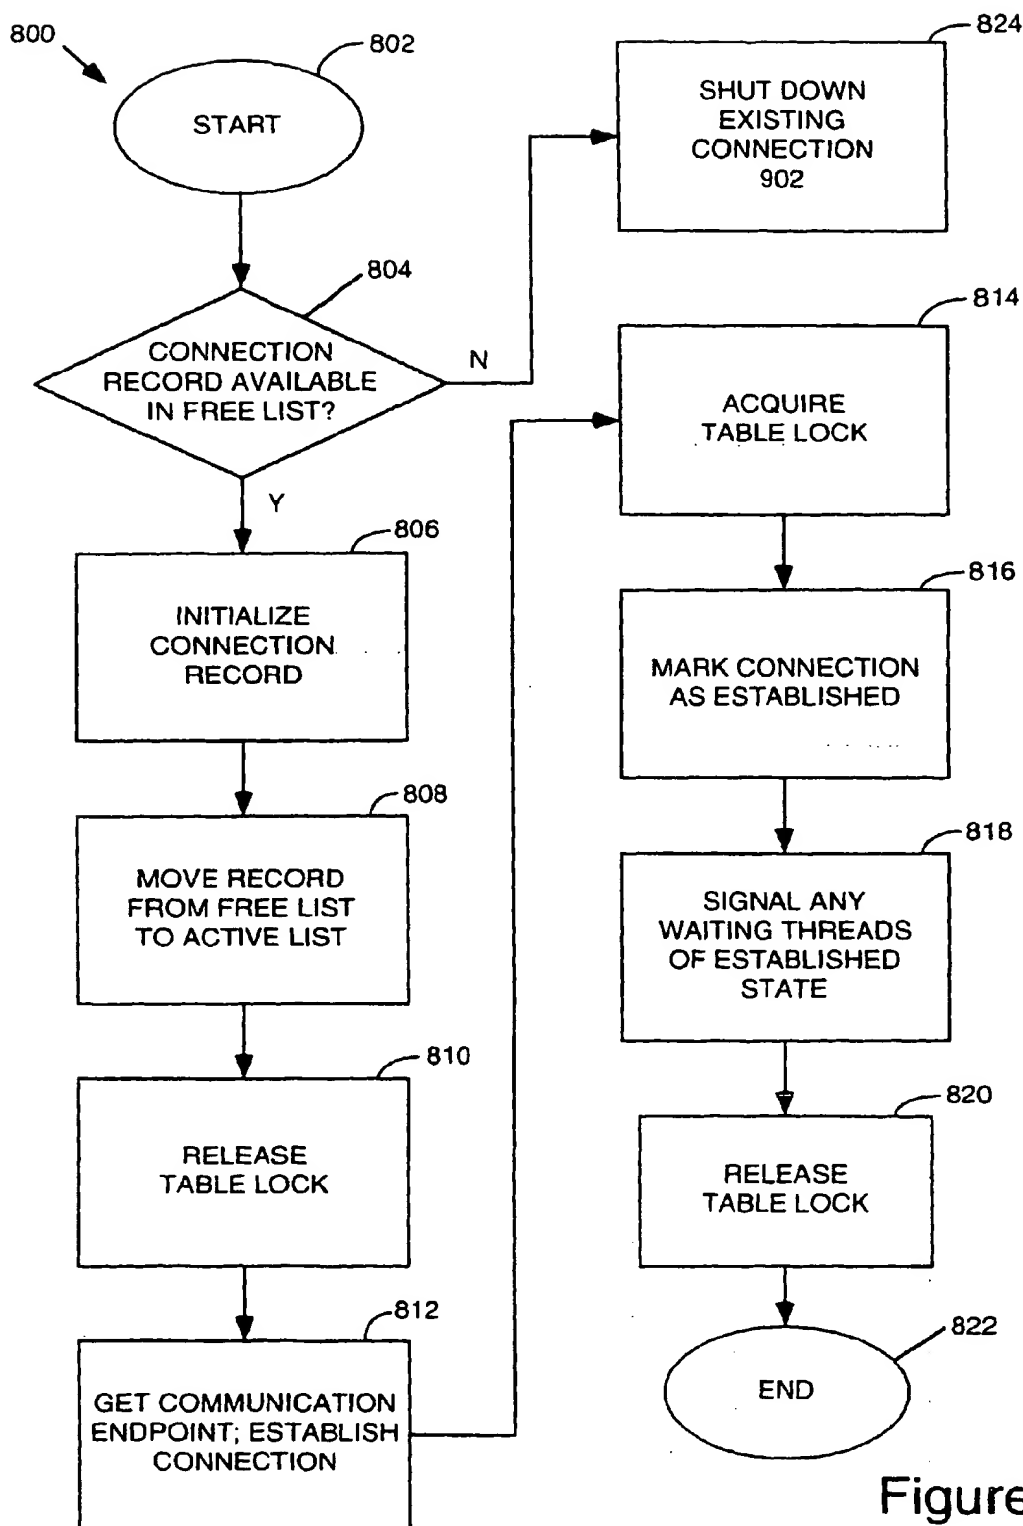 800
802
START
804
CONNECTION
RECORD AVAILABLE
IN FREE LIST?
N
Y
806
INITIALIZE
CONNECTION
RECORD
808
MOVE RECORD
FROM FREE LIST
TO ACTIVE LIST
810
RELEASE
TABLE LOCK
812
GET COMMUNICATION
ENDPOINT; ESTABLISH
CONNECTION
824
SHUT DOWN
EXISTING
CONNECTION
902
814
ACQUIRE
TABLE LOCK
816
MARK CONNECTION
AS ESTABLISHED
818
SIGNAL ANY
WAITING THREADS
OF ESTABLISHED
STATE
820
RELEASE
TABLE LOCK
822
END
Figure